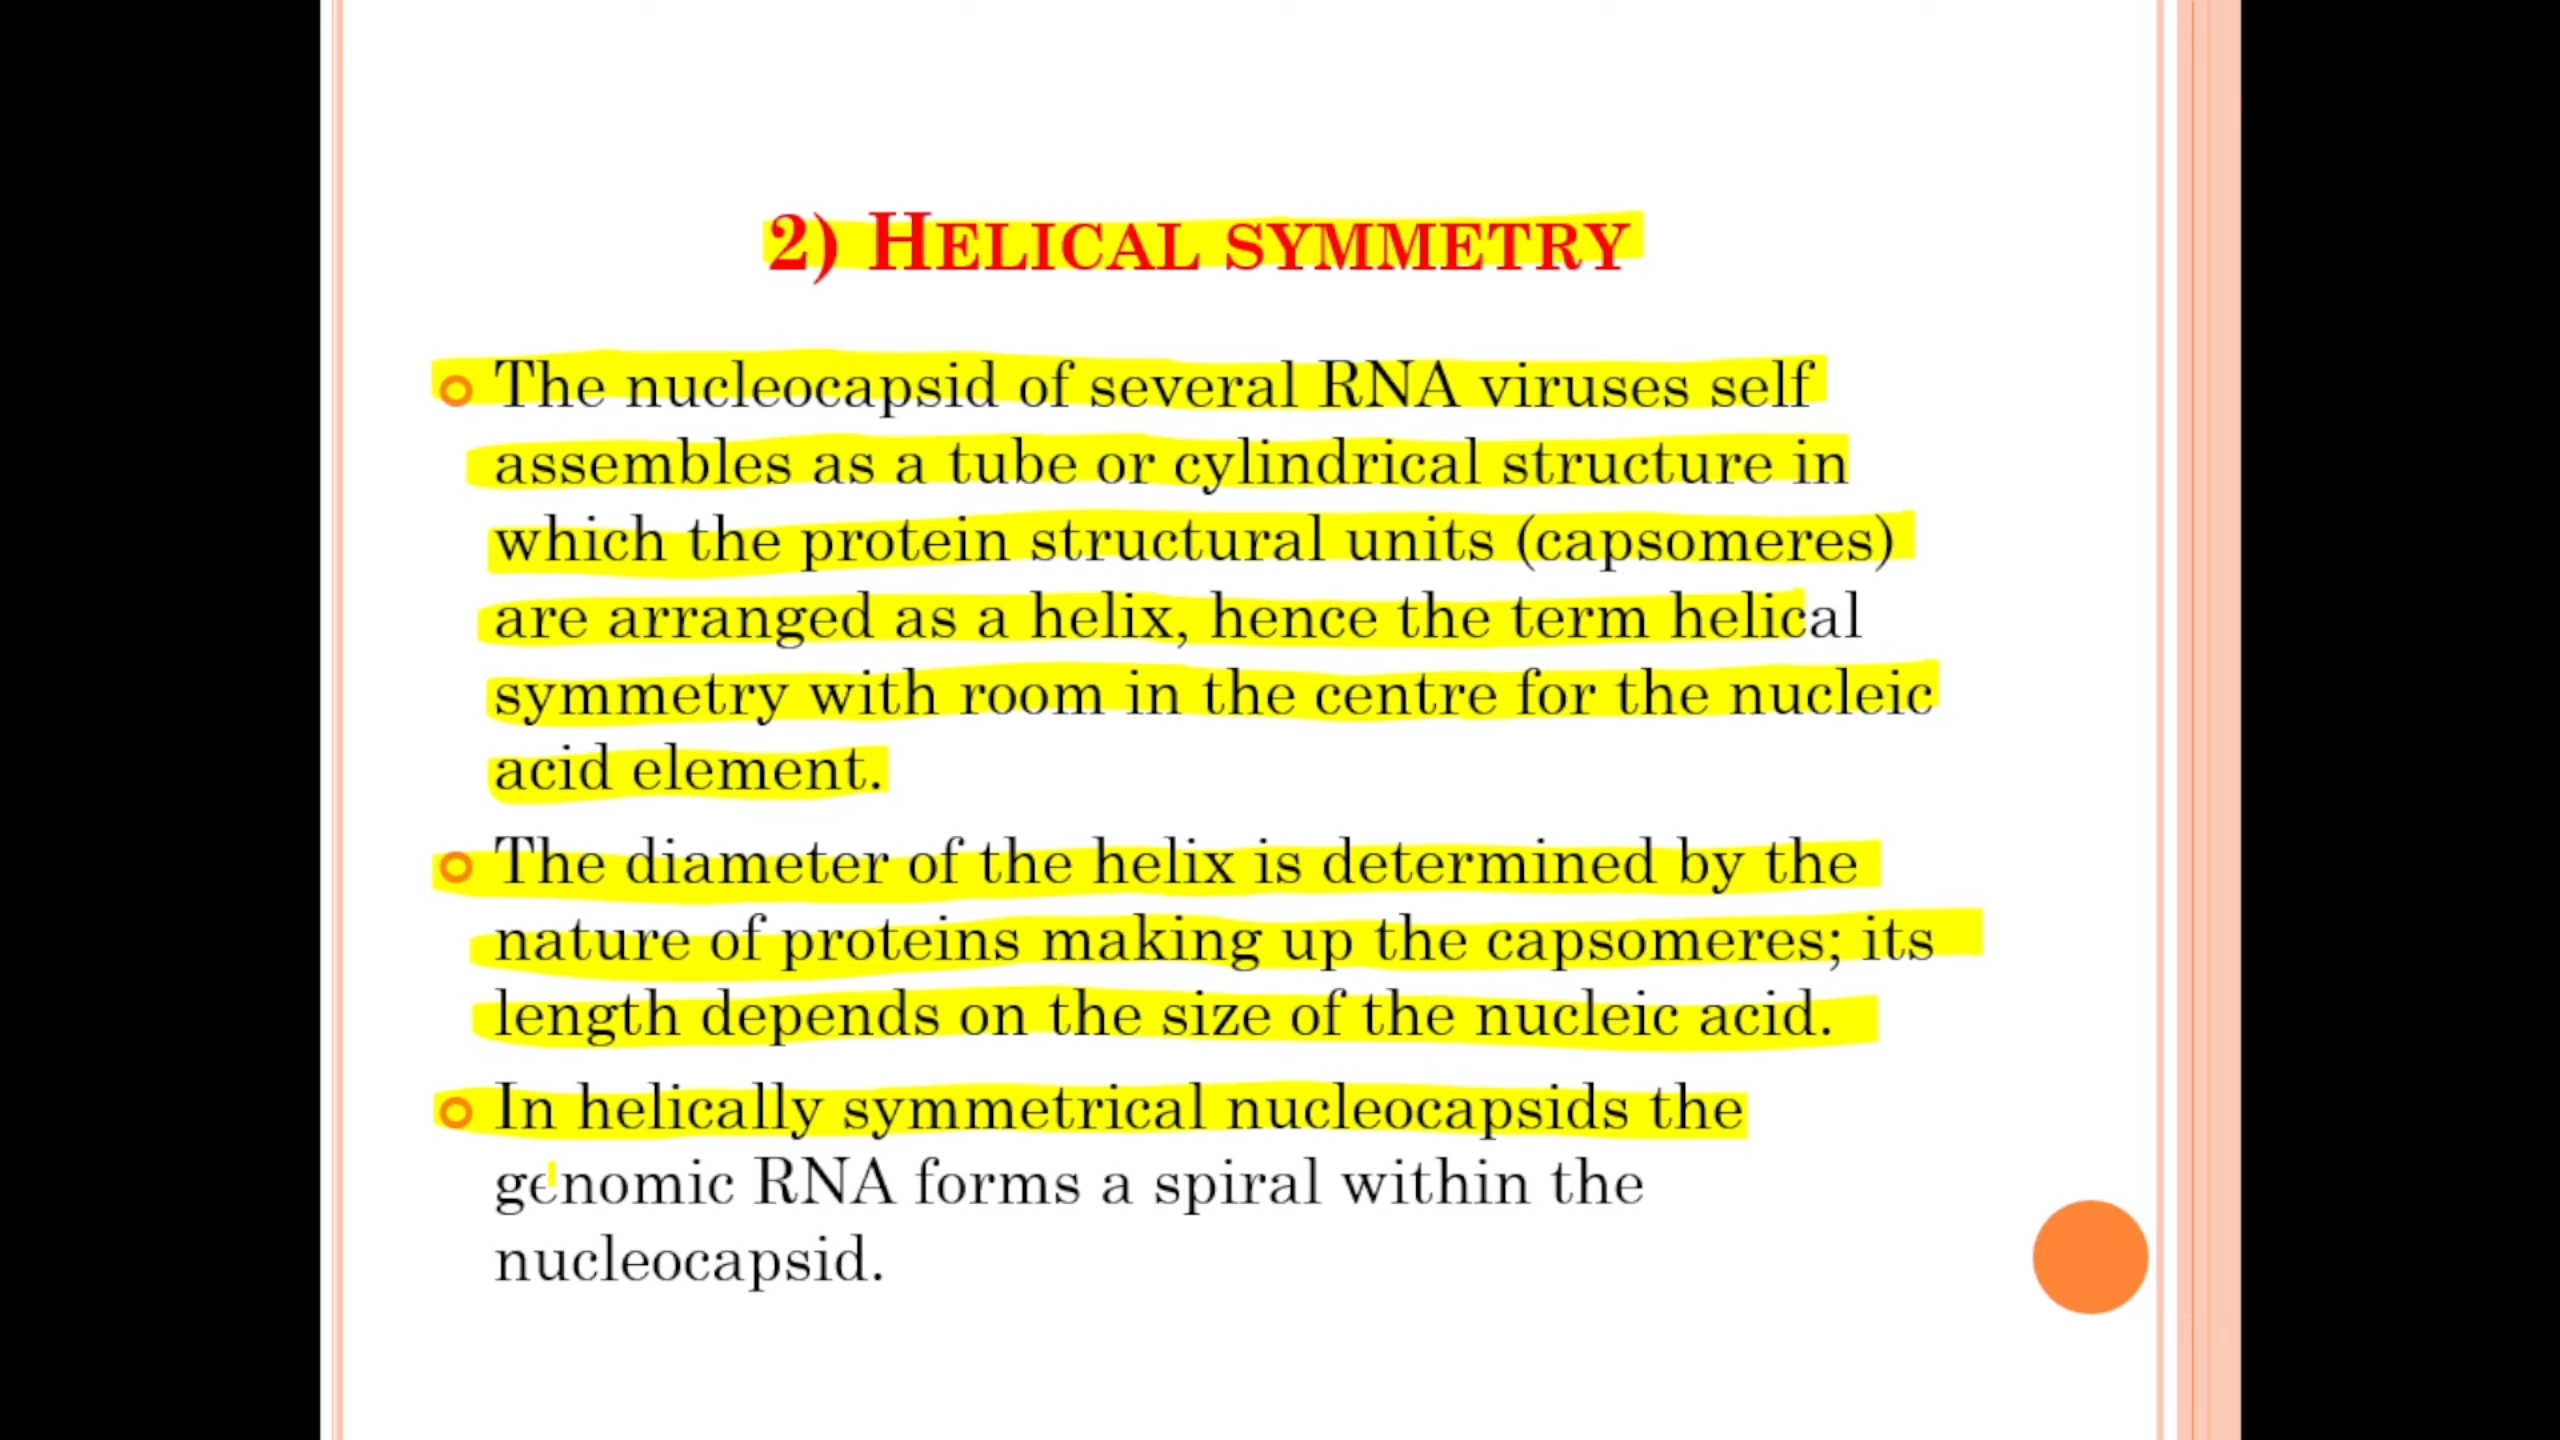 2) HELICAL SYMMETRY
The nucleocapsid of several RNA viruses self
assembles as a tube or cylindrical structure in
which the protein structural units (capsomeres)
are arranged as a helix, hence the term helical
symmetry with room in the centre for the nucleic
acid element.
The diameter of the helix is determined by the
nature of proteins making up the capsomeres; its
length depends on the size of the nucleic acid.
In helically symmetrical nucleocapsids the
genomic RNA forms a spiral within the
nucleocapsid.